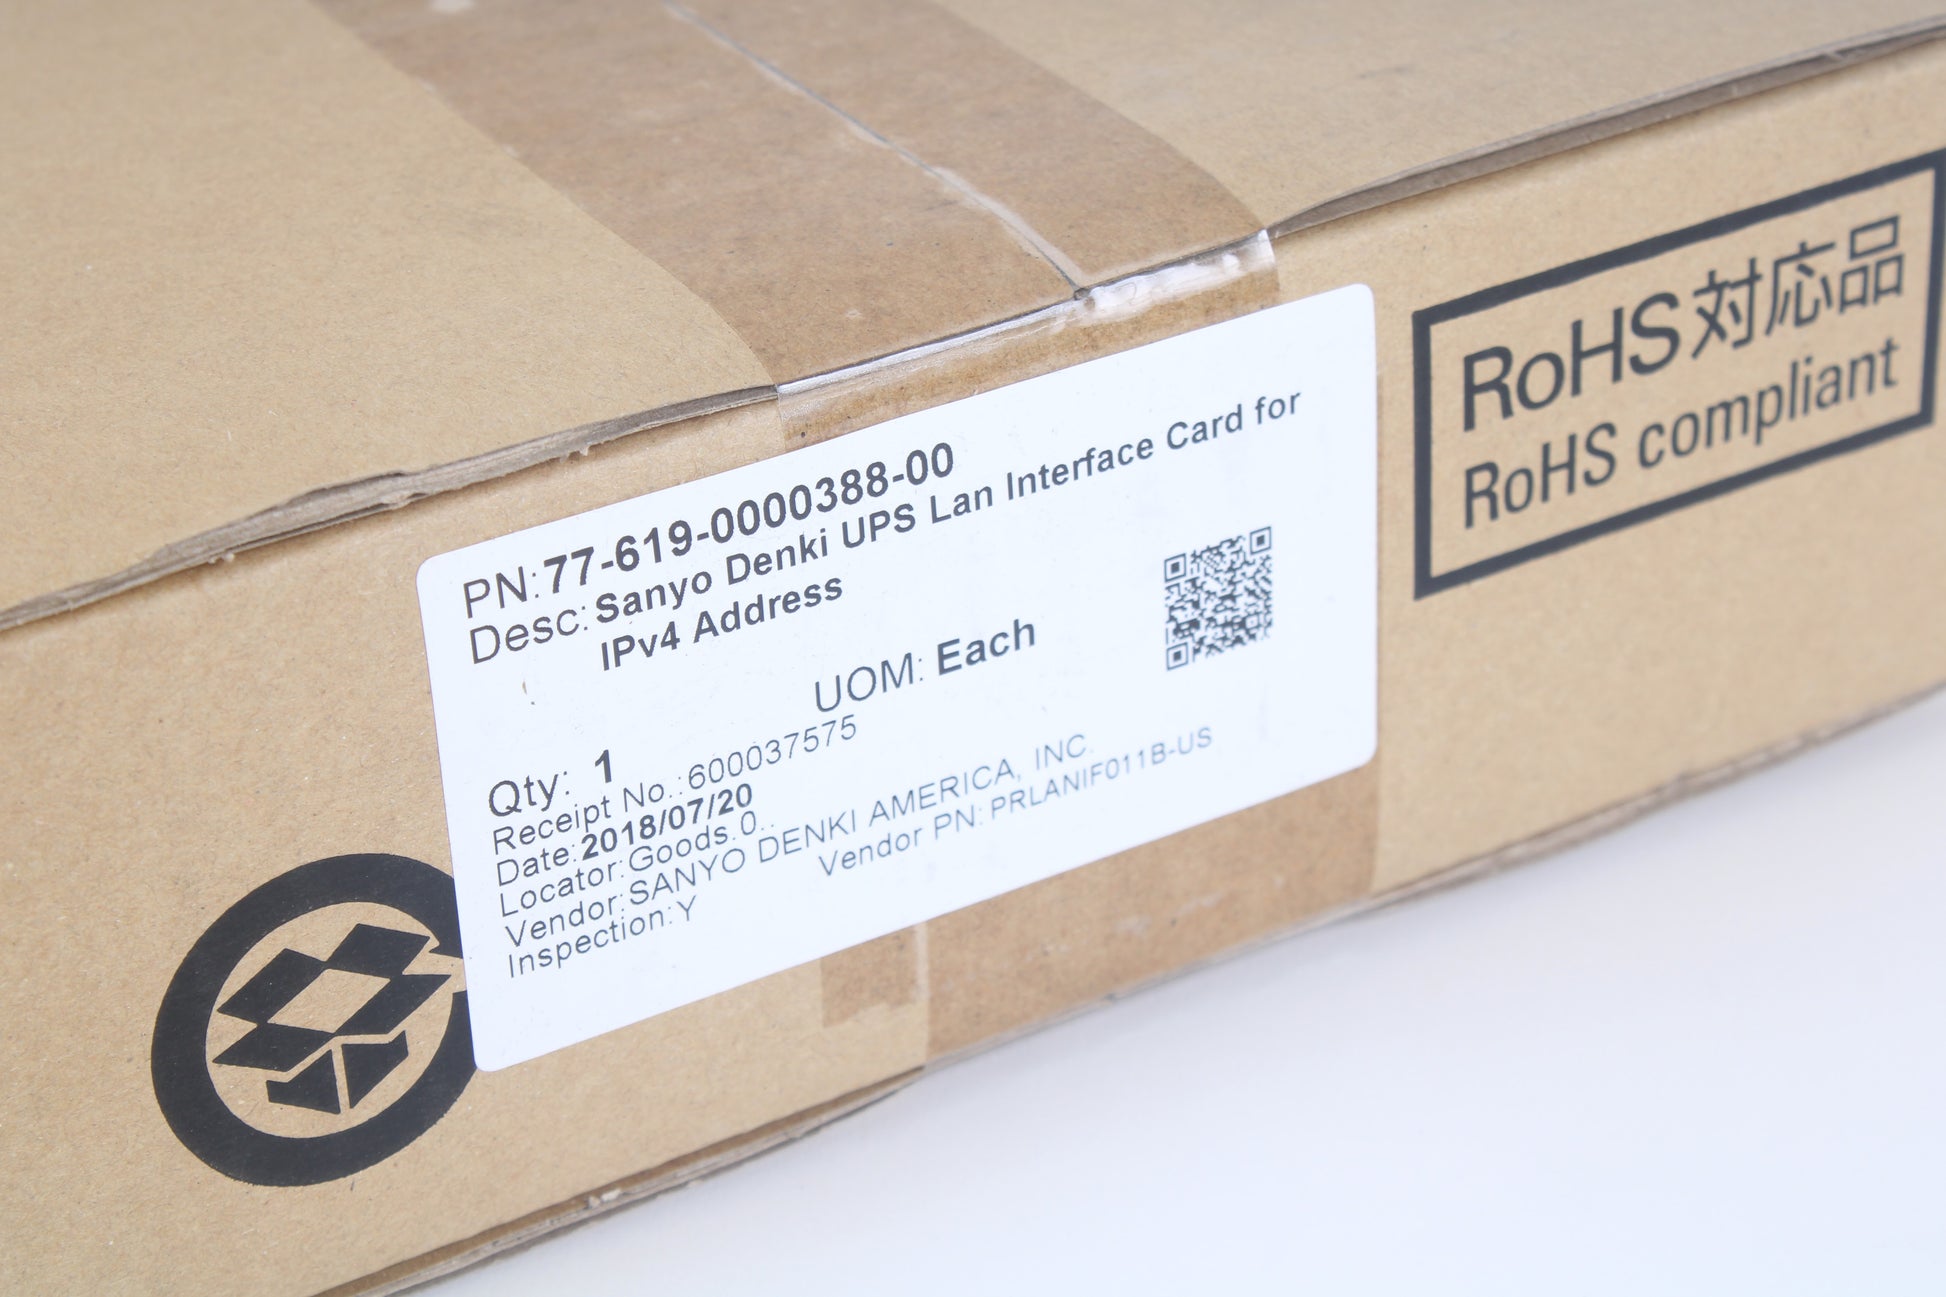 PN:77-619-0000388-00
Desc:Sanyo Denki UPS Lan Interface Card for
IPv4 Address
UOM: Each
Qty: 1
Receipt No.:600037575
Date:2018/07/20
Locator:Goods.0..
Vendor:SANYO DENKI AMERICA, INC.
Vendor PN:PRLANIF011B-US
Inspection:Y
RoHS対応品
RoHS compliant